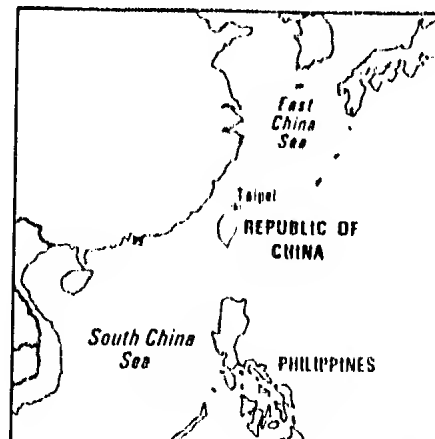 East
China
Sea
Taipei
REPUBLIC OF
CHINA
South China
Sea
PHILIPPINES